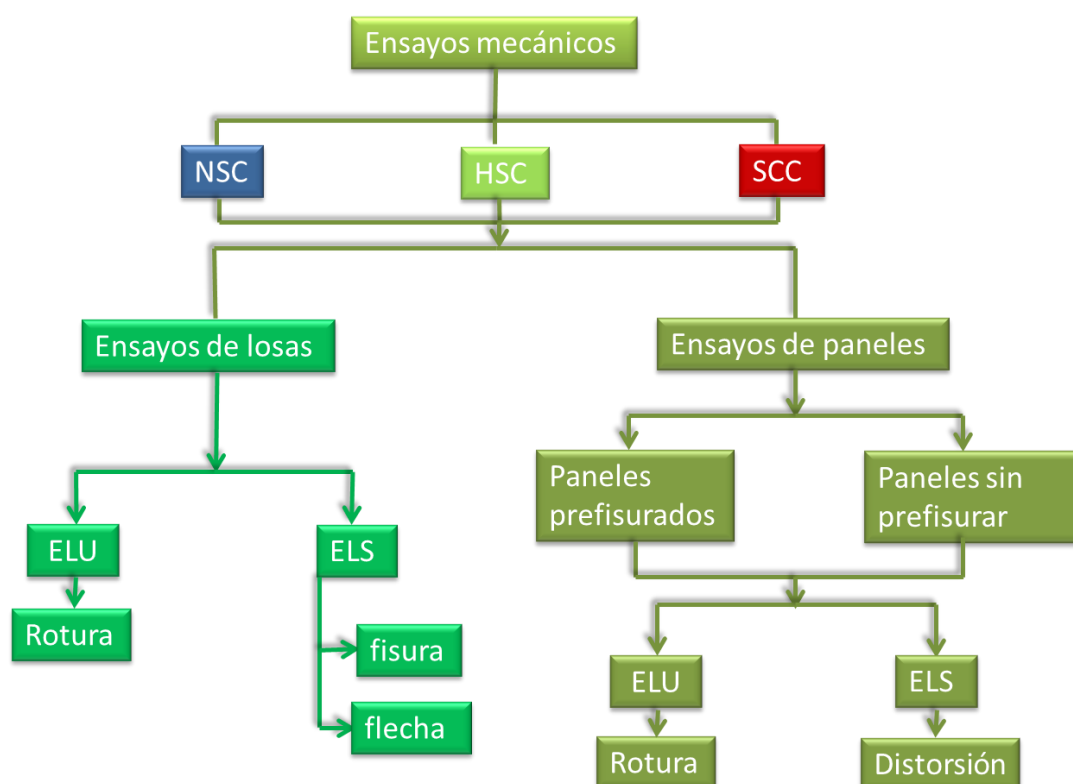 Ensayos mecánicos
NSC
HSC
SCC
Ensayos de losas
Ensayos de paneles
Paneles
prefisurados
Paneles sin
prefisurar
ELU
ELS
Rotura
fisura
flecha
ELU
ELS
Rotura
Distorsión